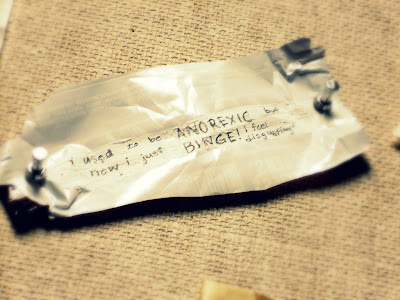 i used to be ANOREXIC but
now i just BINGE! i feel
disgusting!